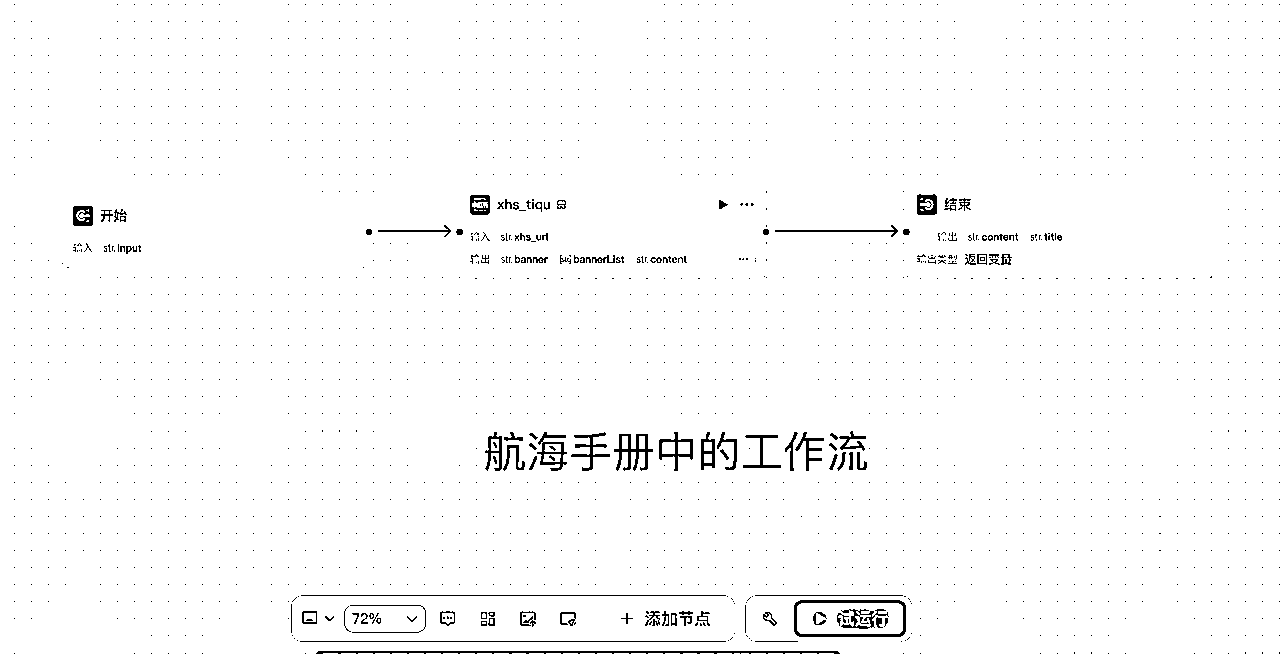 开始
输入 str.input
xhs_tiqu
输入 str.xhs_url
输出 str.banner bannerList str.content ...
结束
输出 str.content str.title
输出类型 返回变量
航海手册中的工作流
72%
+ 添加节点
试运行